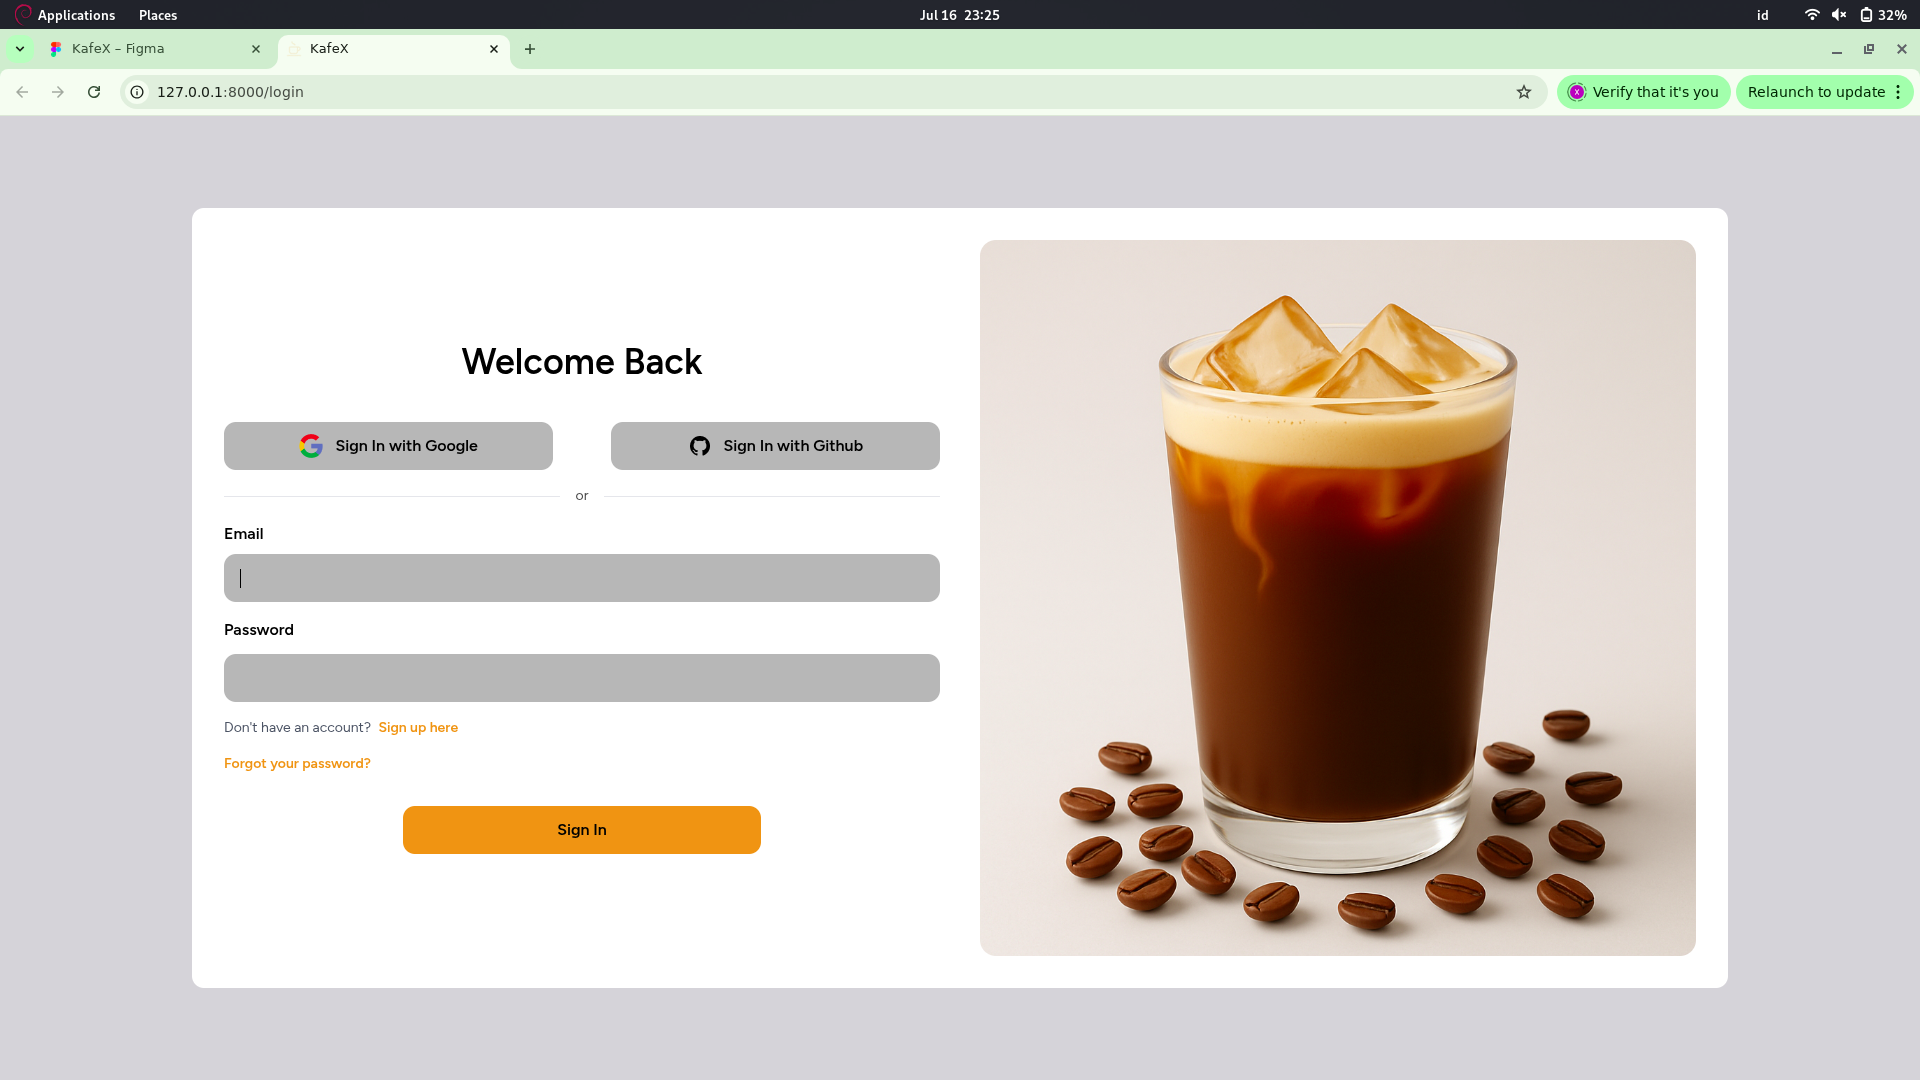 Applications Places Jul 16 23:25 id 32%
KafeX – Figma KafeX
127.0.0.1:8000/login Verify that it's you Relaunch to update
Welcome Back
Sign In with Google Sign In with Github
or
Email
Password
Don't have an account? Sign up here
Forgot your password?
Sign In